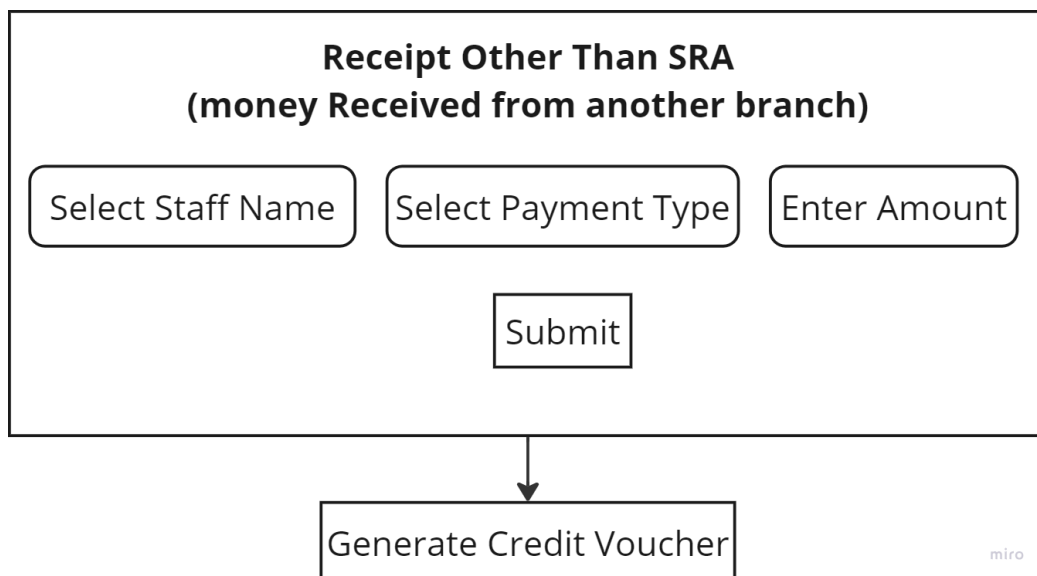 Receipt Other Than SRA
(money Received from another branch)
Select Staff Name
Select Payment Type
Enter Amount
Submit
Generate Credit Voucher
miro